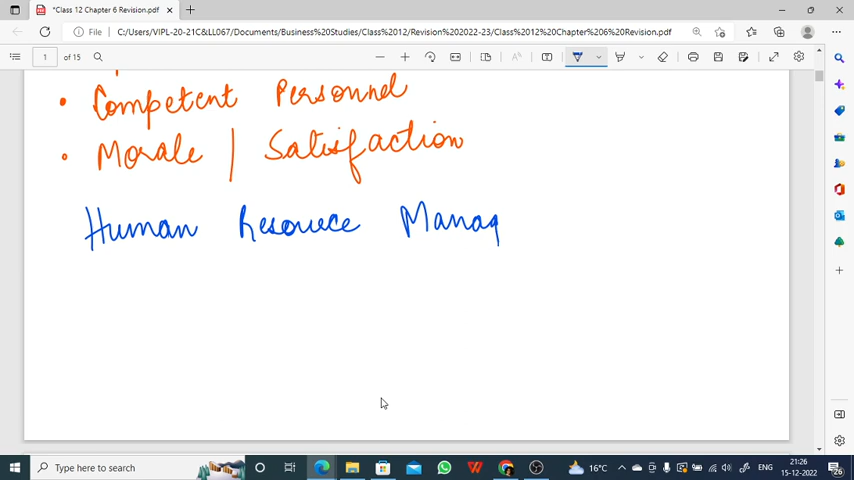 *Class 12 Chapter 6 Revision.pdf
File C:/Users/VIPL-20-21C&LL067/Documents/Business%20Studies/Class%2012/Revision%202022-23/Class%2012%20Chapter%206%20Revision.pdf
1 of 15
• Competent Personnel
• Morale | Satisfaction
Human Resource Manag
Type here to search
16°C
ENG
21:26
15-12-2022
26